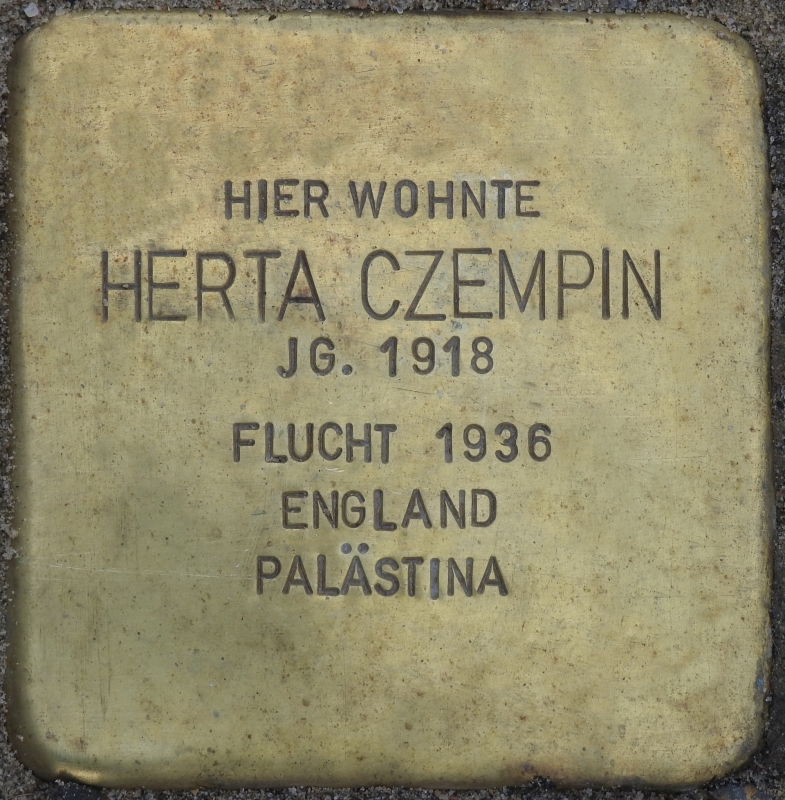 HIER WOHNTE
HERTA CZEMPIN
JG. 1918
FLUCHT 1936
ENGLAND
PALÄSTINA